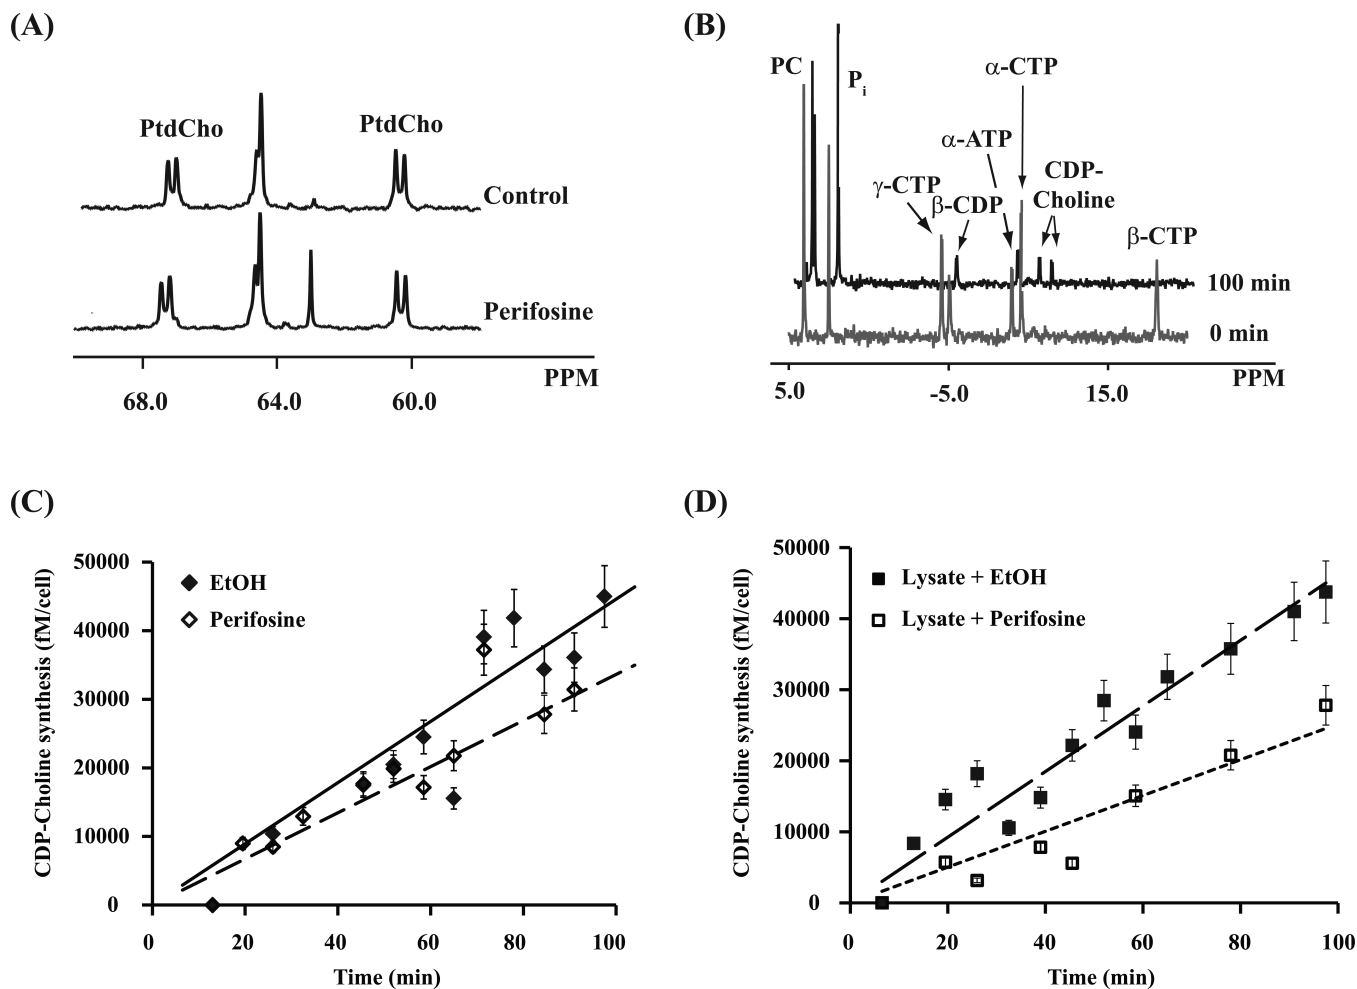 (A)
PtdCho
PtdCho
Control
Perifosine
PPM
68.0
64.0
60.0
(B)
PC
Pi
α-CTP
α-ATP
γ-CTP
β-CDP
CDP-
Choline
β-CTP
100 min
0 min
PPM
5.0
-5.0
15.0
(C)
50000
40000
30000
20000
10000
0
CDP-Choline synthesis (fM/cell)
EtOH
Perifosine
0
20
40
60
80
100
Time (min)
(D)
50000
40000
30000
20000
10000
0
CDP-Choline synthesis (fM/cell)
Lysate + EtOH
Lysate + Perifosine
0
20
40
60
80
100
Time (min)